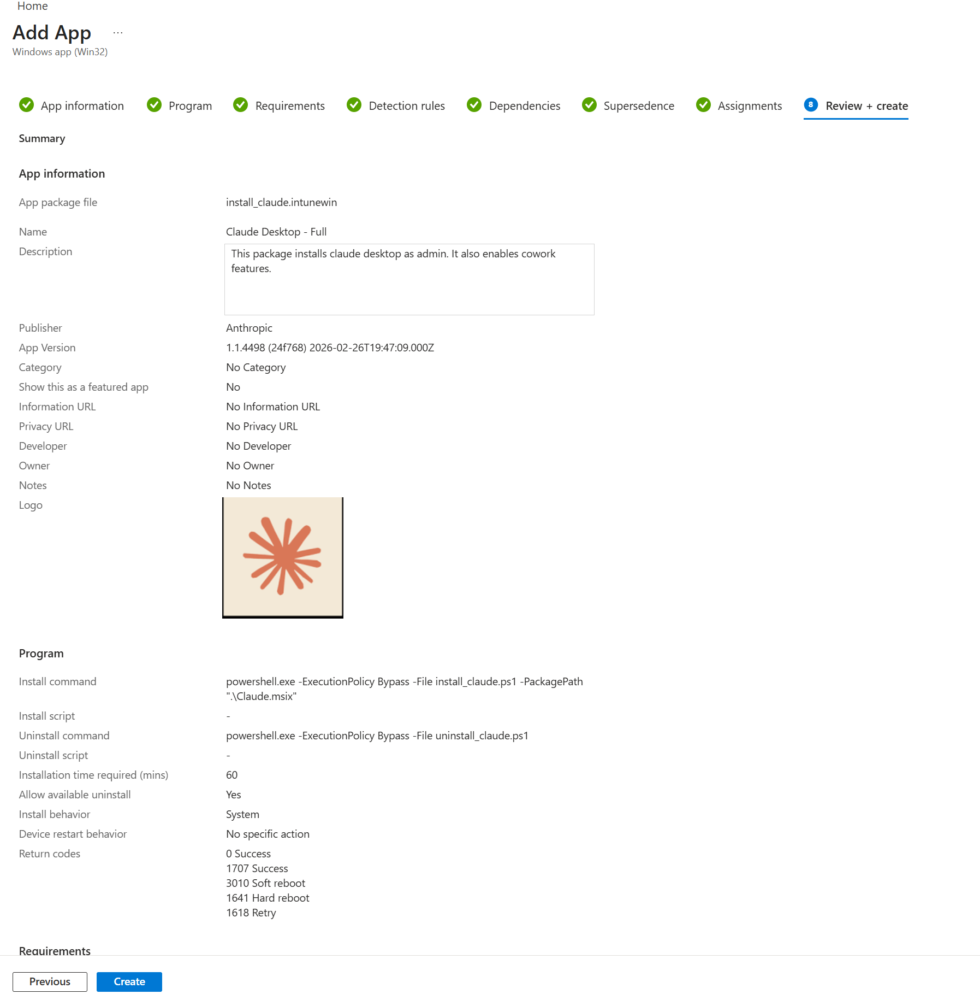 Home
Add App ...
Windows app (Win32)
App information
Program
Requirements
Detection rules
Dependencies
Supersedence
Assignments
8 Review + create
Summary
App information
App package file install_claude.intunewin
Name Claude Desktop - Full
Description This package installs claude desktop as admin. It also enables cowork
features.
Publisher Anthropic
App Version 1.1.4498 (24f768) 2026-02-26T19:47:09.000Z
Category No Category
Show this as a featured app No
Information URL No Information URL
Privacy URL No Privacy URL
Developer No Developer
Owner No Owner
Notes No Notes
Logo
Program
Install command powershell.exe -ExecutionPolicy Bypass -File install_claude.ps1 -PackagePath
".\Claude.msix"
Install script -
Uninstall command powershell.exe -ExecutionPolicy Bypass -File uninstall_claude.ps1
Uninstall script -
Installation time required (mins) 60
Allow available uninstall Yes
Install behavior System
Device restart behavior No specific action
Return codes 0 Success
1707 Success
3010 Soft reboot
1641 Hard reboot
1618 Retry
Requirements
Previous Create